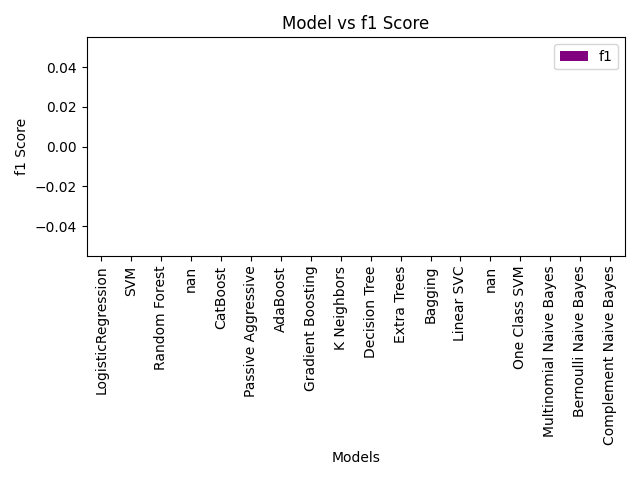 Model vs f1 Score
f1
0.04
0.02
0.00
−0.02
−0.04
f1 Score
LogisticRegression
SVM
Random Forest
nan
CatBoost
Passive Aggressive
AdaBoost
Gradient Boosting
K Neighbors
Decision Tree
Extra Trees
Bagging
Linear SVC
nan
One Class SVM
Multinomial Naive Bayes
Bernoulli Naive Bayes
Complement Naive Bayes
Models